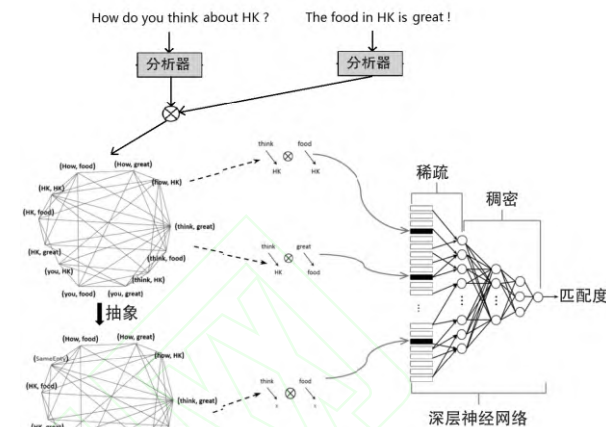 How do you think about HK ?
The food in HK is great !
分析器
分析器
(How, food)
(How, great)
(HK, HK)
(how, HK)
(HK, food)
(think, great)
(HK, great)
(think, food)
(you, HK)
(think, HK)
(you, food)
(you, great)
think
food
HK
HK
think
great
HK
food
稀疏
稠密
匹配度
抽象
(How, food)
(How, great)
(SameEnty)
(how, HK)
(HK, food)
(think, great)
think
food
深层神经网络